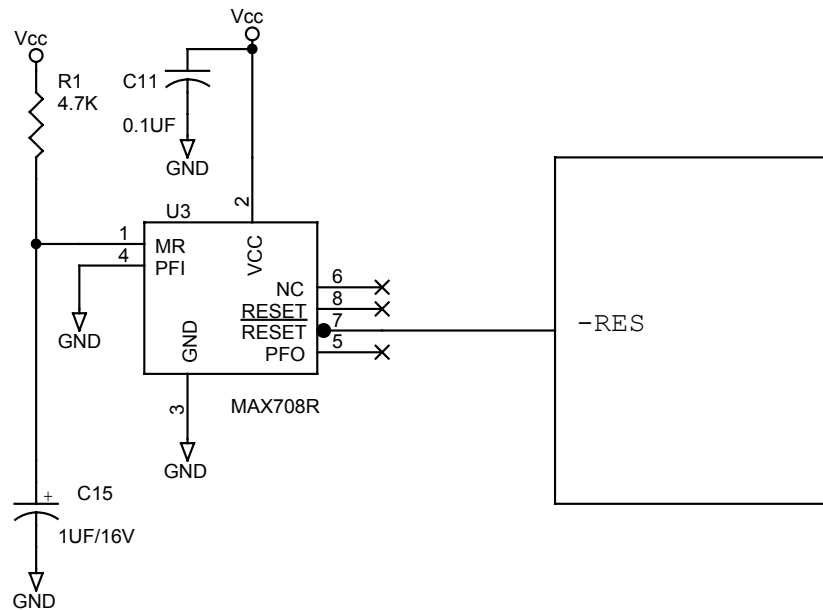 Vcc
Vcc
R1
4.7K
C11
0.1UF
GND
U3
2
1
MR
4
PFI
VCC
GND
NC
6
RESET
8
RESET
7
PFO
5
-RES
GND
3
MAX708R
GND
+
C15
1UF/16V
GND